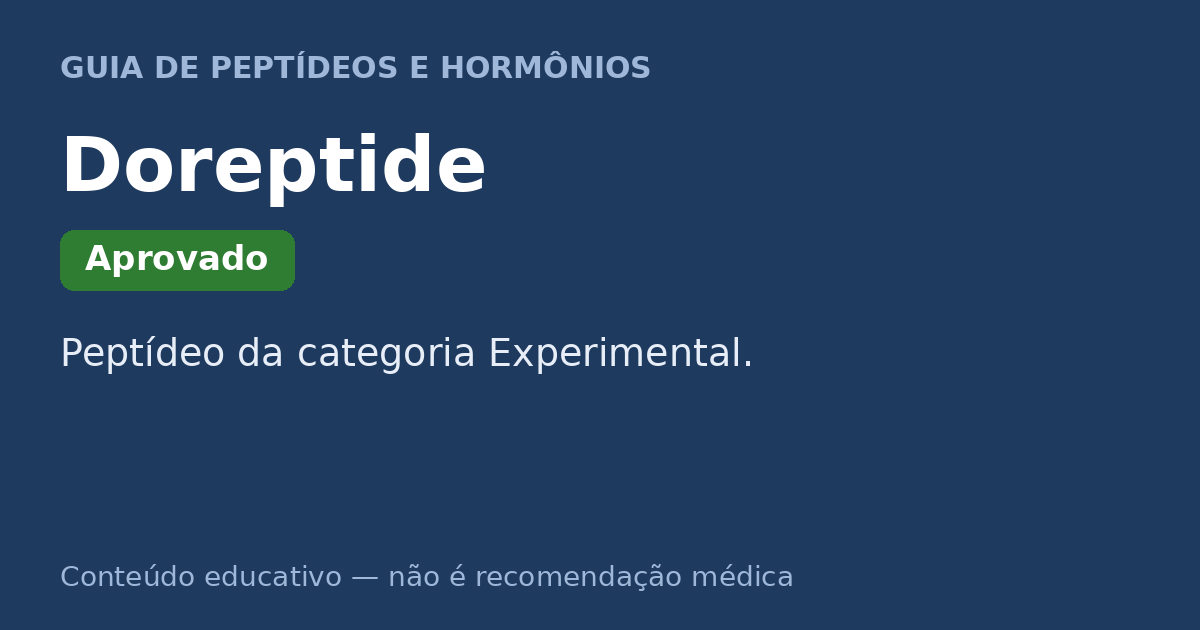 GUIA DE PEPTÍDEOS E HORMÔNIOS
Doreptide
Aprovado
Peptídeo da categoria Experimental.
Conteúdo educativo — não é recomendação médica